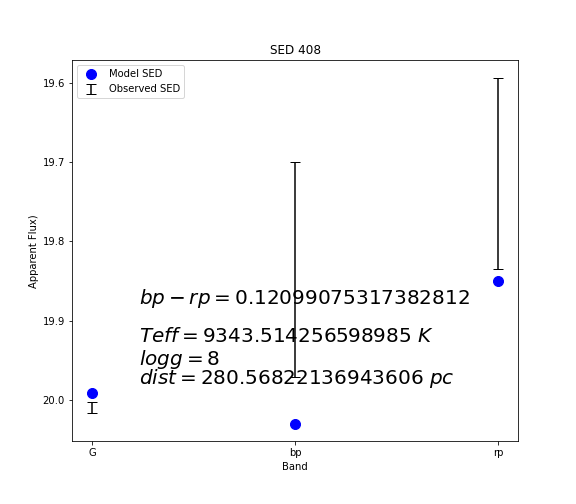 SED 408
Model SED
Observed SED
19.6
19.7
19.8
19.9
20.0
Apparent Flux)
bp − rp = 0.12099075317382812
Teff = 9343.514256598985 K
logg = 8
dist = 280.56822136943606 pc
G
bp
rp
Band